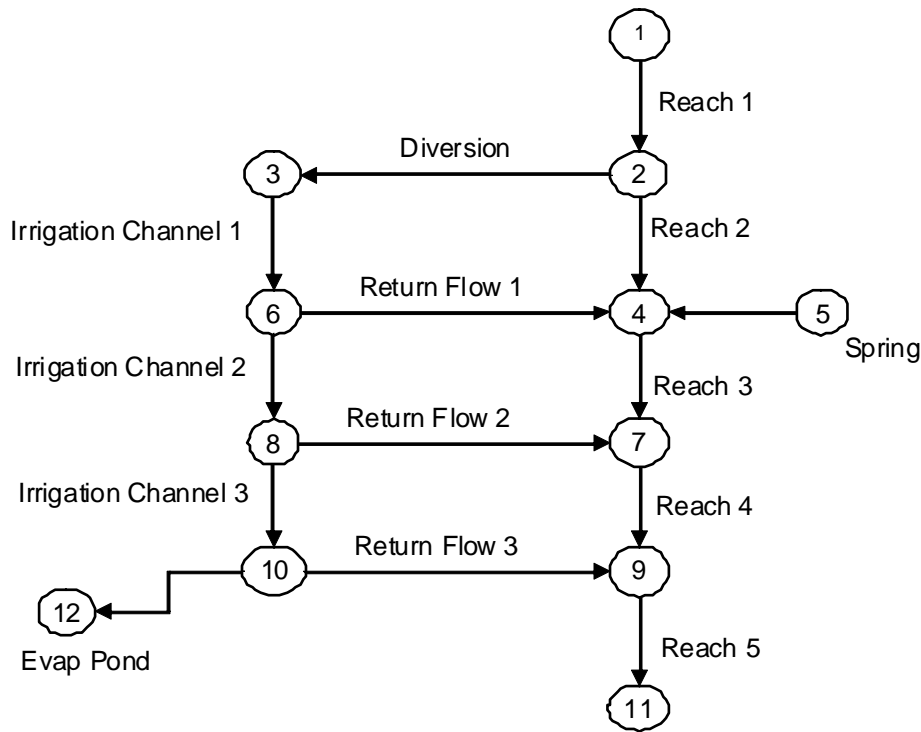 1
Reach 1
Diversion
3
2
Irrigation Channel 1
Reach 2
Return Flow 1
6
4
5
Spring
Irrigation Channel 2
Reach 3
Return Flow 2
8
7
Irrigation Channel 3
Reach 4
Return Flow 3
10
9
12
Evap Pond
Reach 5
11